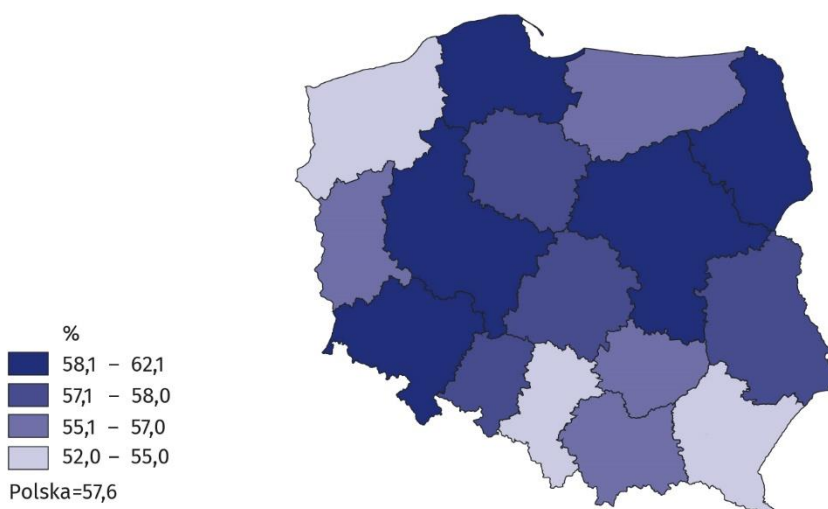 %
58,1 – 62,1
57,1 – 58,0
55,1 – 57,0
52,0 – 55,0
Polska=57,6